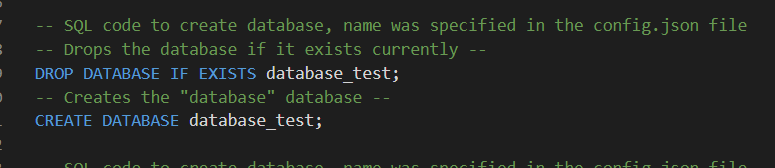 -- SQL code to create database, name was specified in the config.json file
-- Drops the database if it exists currently --
DROP DATABASE IF EXISTS database_test;
-- Creates the "database" database --
CREATE DATABASE database_test;
-- SQL code to create database, name was specified in the config.json file